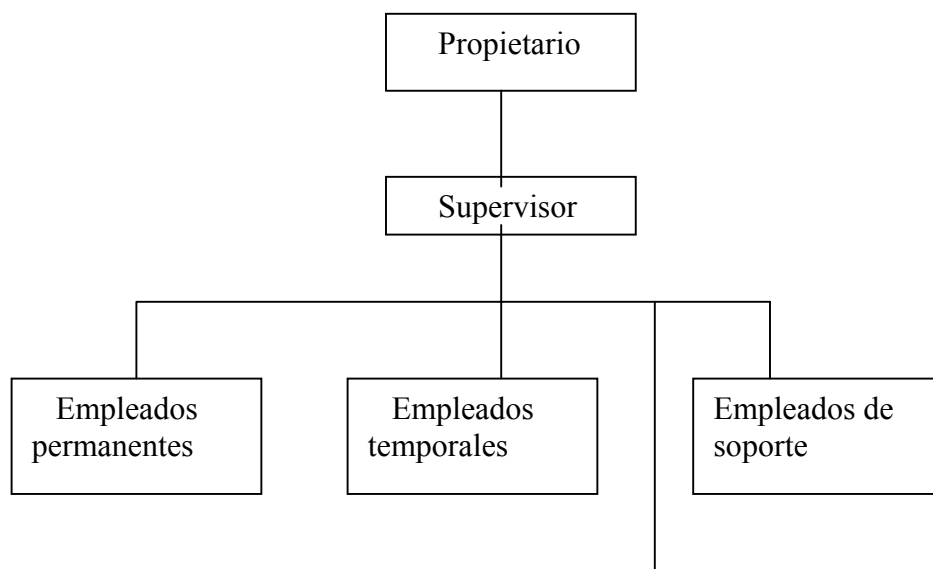 Propietario
Supervisor
Empleados
permanentes
Empleados
temporales
Empleados de
soporte